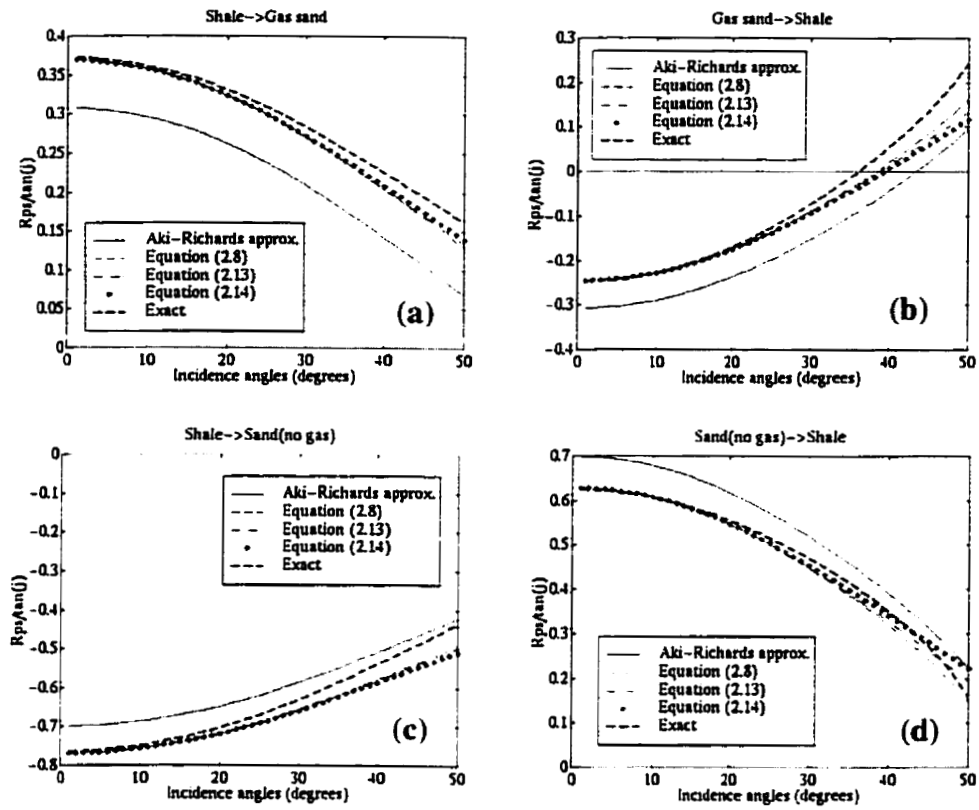 Shale->Gas sand
0.4
0.35
0.3
0.25
0.2
0.15
0.1
0.05
0
Rps/tan(j)
Aki-Richards approx.
Equation (2.8)
Equation (2.13)
Equation (2.14)
Exact
(a)
0 10 20 30 40 50
Incidence angles (degrees)
Gas sand->Shale
0.3
0.2
0.1
0
-0.1
-0.2
-0.3
-0.4
Rps/tan(j)
Aki-Richards approx.
Equation (2.8)
Equation (2.13)
Equation (2.14)
Exact
(b)
0 10 20 30 40 50
Incidence angles (degrees)
Shale->Sand(no gas)
0
-0.1
-0.2
-0.3
-0.4
-0.5
-0.6
-0.7
-0.8
Rps/tan(j)
Aki-Richards approx.
Equation (2.8)
Equation (2.13)
Equation (2.14)
Exact
(c)
0 10 20 30 40 50
Incidence angles (degrees)
Sand(no gas)->Shale
0.7
0.6
0.5
0.4
0.3
0.2
0.1
0
Rps/tan(j)
Aki-Richards approx.
Equation (2.8)
Equation (2.13)
Equation (2.14)
Exact
(d)
0 10 20 30 40 50
Incidence angles (degrees)